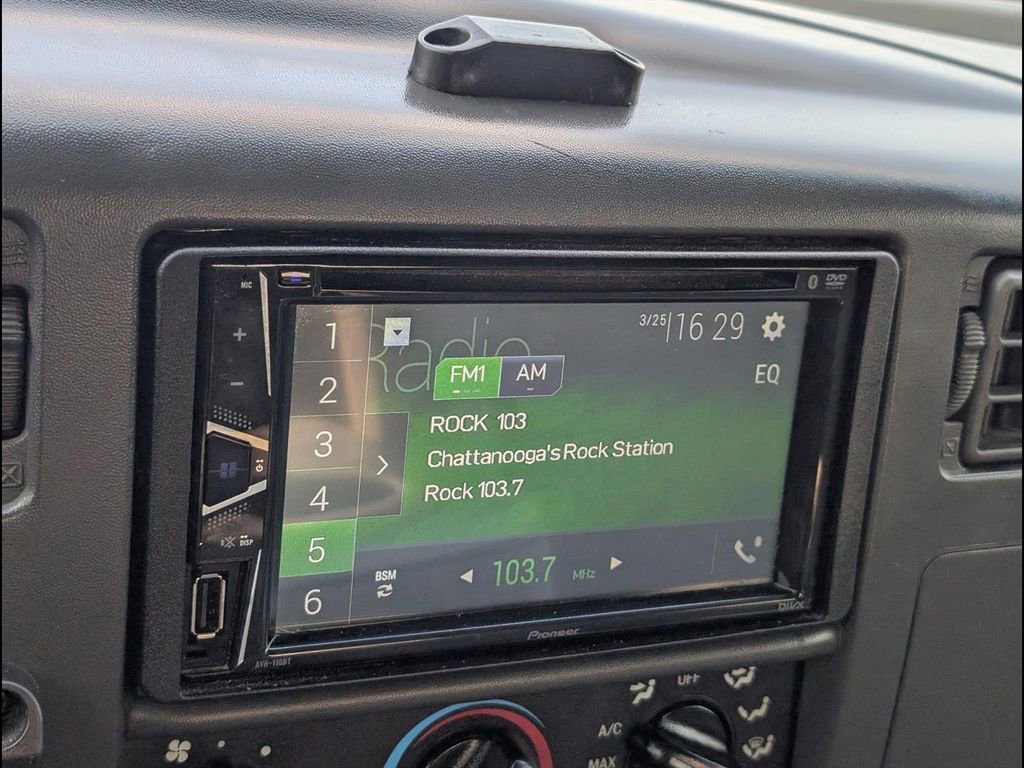 DVD
MIC
+
-
1
2
3
4
5
6
Radio
3/25 16 29
FM1 AM
EQ
ROCK 103
Chattanooga's Rock Station
Rock 103.7
DISP
BSM
103.7 MHz
Pioneer
DivX
AVH-110BT
OFF
A/C
MAX